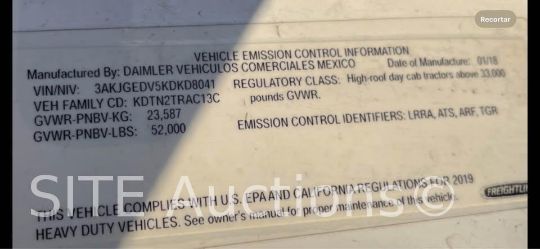 Recortar
VEHICLE EMISSION CONTROL INFORMATION
Manufactured By: DAIMLER VEHICULOS COMERCIALES MEXICO Date of Manufacture: 01/18
VIN/NIV: 3AKJGEDV5KDKD8041 REGULATORY CLASS: High-roof day cab tractors above 33,000
VEH FAMILY CD: KDTN2TRAC13C pounds GVWR.
GVWR-PNBV-KG: 23,587
GVWR-PNBV-LBS: 52,000 EMISSION CONTROL IDENTIFIERS: LRRA, ATS, ARF, TGR
SITE Auctions ©
THIS VEHICLE COMPLIES WITH U.S. EPA AND CALIFORNIA REGULATIONS FOR 2019
HEAVY DUTY VEHICLES. See owner's manual for proper maintenance of this vehicle.
FREIGHTLI